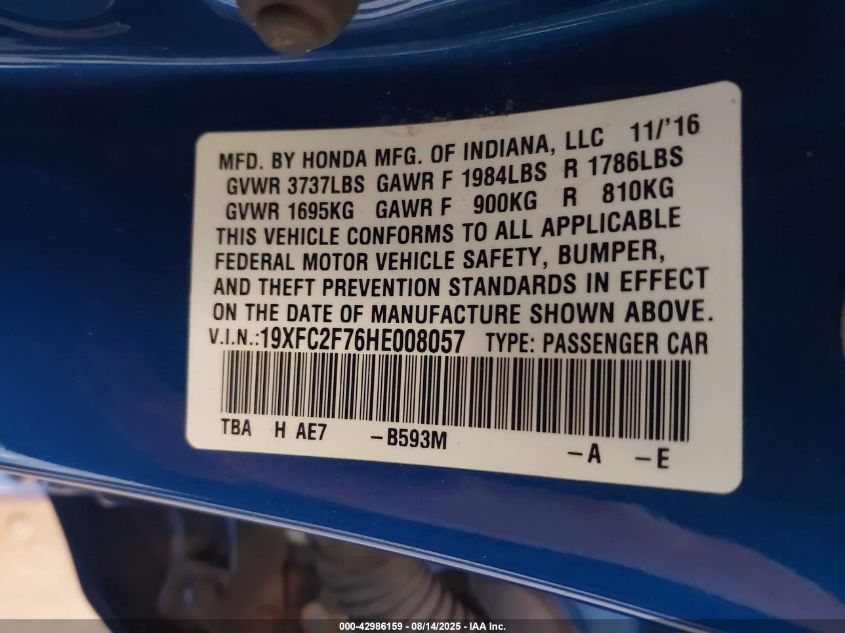 MFD. BY HONDA MFG. OF INDIANA, LLC 11/'16
GVWR 3737LBS GAWR F 1984LBS R 1786LBS
GVWR 1695KG GAWR F 900KG R 810KG
THIS VEHICLE CONFORMS TO ALL APPLICABLE
FEDERAL MOTOR VEHICLE SAFETY, BUMPER,
AND THEFT PREVENTION STANDARDS IN EFFECT
ON THE DATE OF MANUFACTURE SHOWN ABOVE.
V.I.N.:19XFC2F76HE008057 TYPE: PASSENGER CAR
TBA H AE7 -B593M -A -E
000-42986159 - 08/14/2025 - IAA Inc.